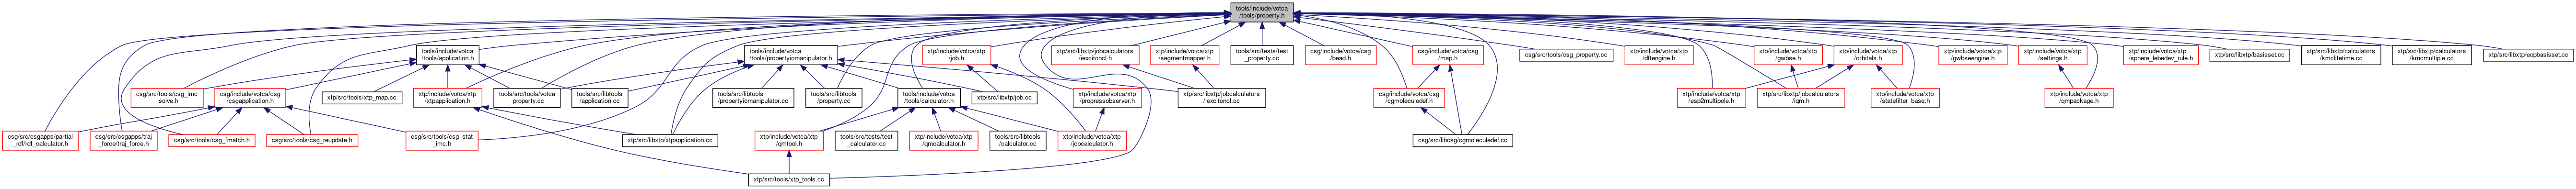 tools/include/votca
/tools/property.h
tools/include/votca
/tools/application.h
tools/include/votca
/tools/propertyiomanipulator.h
xtp/include/votca/xtp
/job.h
xtp/src/libxtp/jobcalculators
/iexcitoncl.h
xtp/include/votca/xtp
/segmentmapper.h
tools/src/tests/test
_property.cc
csg/include/votca/csg
/bead.h
csg/include/votca/csg
/map.h
csg/src/tools/csg_property.cc
xtp/include/votca/xtp
/dftengine.h
xtp/include/votca/xtp
/gwbse.h
xtp/include/votca/xtp
/orbitals.h
xtp/include/votca/xtp
/gwbseengine.h
xtp/include/votca/xtp
/settings.h
xtp/include/votca/xtp
/sphere_lebedev_rule.h
xtp/src/libxtp/basisset.cc
xtp/src/libxtp/calculators
/kmclifetime.cc
xtp/src/libxtp/calculators
/kmcmultiple.cc
xtp/src/libxtp/ecpbasisset.cc
csg/src/tools/csg_imc
_solve.h
csg/include/votca/csg
/csgapplication.h
xtp/src/tools/xtp_map.cc
xtp/include/votca/xtp
/xtpapplication.h
tools/src/tools/votca
_property.cc
tools/src/libtools
/application.cc
tools/src/libtools
/propertyiomanipulator.cc
tools/src/libtools
/property.cc
tools/include/votca
/tools/calculator.h
xtp/src/libxtp/job.cc
xtp/include/votca/xtp
/progressobserver.h
xtp/src/libxtp/jobcalculators
/iexcitoncl.cc
csg/include/votca/csg
/cgmoleculedef.h
xtp/include/votca/xtp
/esp2multipole.h
xtp/src/libxtp/jobcalculators
/iqm.h
xtp/include/votca/xtp
/statefilter_base.h
xtp/include/votca/xtp
/qmpackage.h
csg/src/csgapps/partial
_rdf/rdf_calculator.h
csg/src/csgapps/traj
_force/traj_force.h
csg/src/tools/csg_fmatch.h
csg/src/tools/csg_reupdate.h
csg/src/tools/csg_stat
_imc.h
xtp/src/libxtp/xtpapplication.cc
xtp/include/votca/xtp
/qmtool.h
tools/src/tests/test
_calculator.cc
xtp/include/votca/xtp
/qmcalculator.h
tools/src/libtools
/calculator.cc
xtp/include/votca/xtp
/jobcalculator.h
csg/src/libcsg/cgmoleculedef.cc
xtp/src/tools/xtp_tools.cc